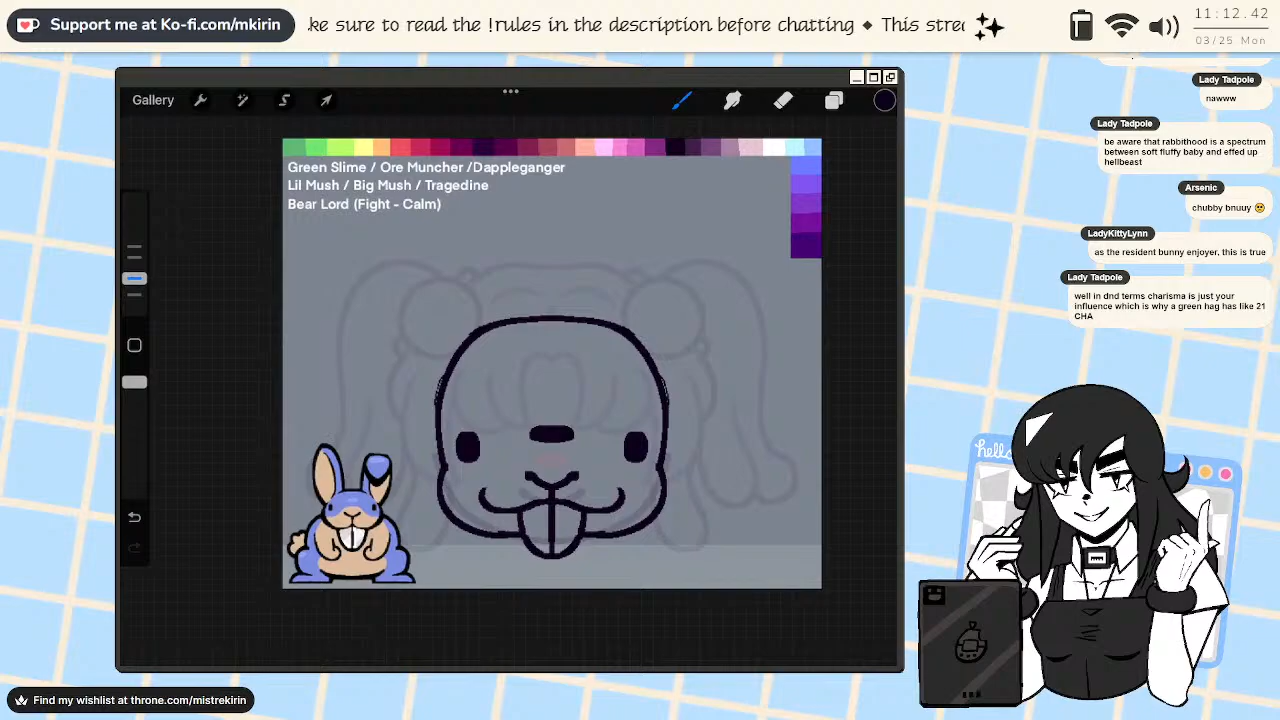 Support me at Ko-fi.com/mkirin
ke sure to read the !rules in the description before chatting ◆ This strea
11:12.42
03/25 Mon
Gallery
Green Slime / Ore Muncher /Dappleganger
Lil Mush / Big Mush / Tragedine
Bear Lord (Fight - Calm)
Lady Tadpole
nawww
Lady Tadpole
be aware that rabbithood is a spectrum
between soft fluffy baby and effed up
hellbeast
Arsenic
chubby bnuuy
LadyKittyLynn
as the resident bunny enjoyer, this is true
Lady Tadpole
well in dnd terms charisma is just your
influence which is why a green hag has like 21
CHA
hello
Find my wishlist at throne.com/mistrekirin